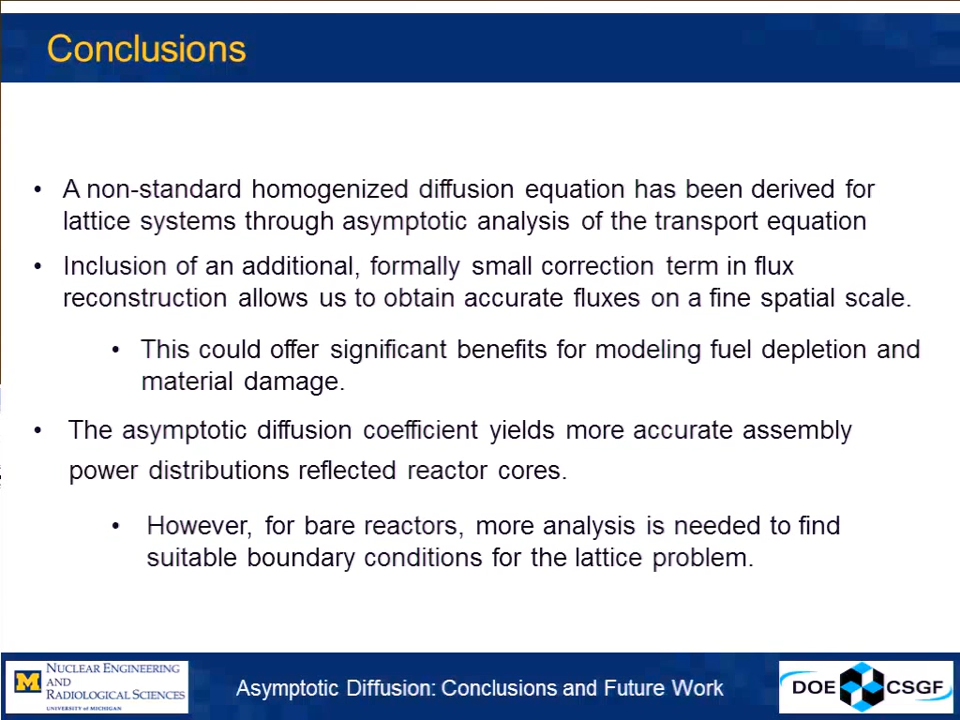 Conclusions
• A non-standard homogenized diffusion equation has been derived for
lattice systems through asymptotic analysis of the transport equation
• Inclusion of an additional, formally small correction term in flux
reconstruction allows us to obtain accurate fluxes on a fine spatial scale.
• This could offer significant benefits for modeling fuel depletion and
material damage.
• The asymptotic diffusion coefficient yields more accurate assembly
power distributions reflected reactor cores.
• However, for bare reactors, more analysis is needed to find
suitable boundary conditions for the lattice problem.
M
NUCLEAR ENGINEERING
AND
RADIOLOGICAL SCIENCES
UNIVERSITY OF MICHIGAN
Asymptotic Diffusion: Conclusions and Future Work
DOE CSGF